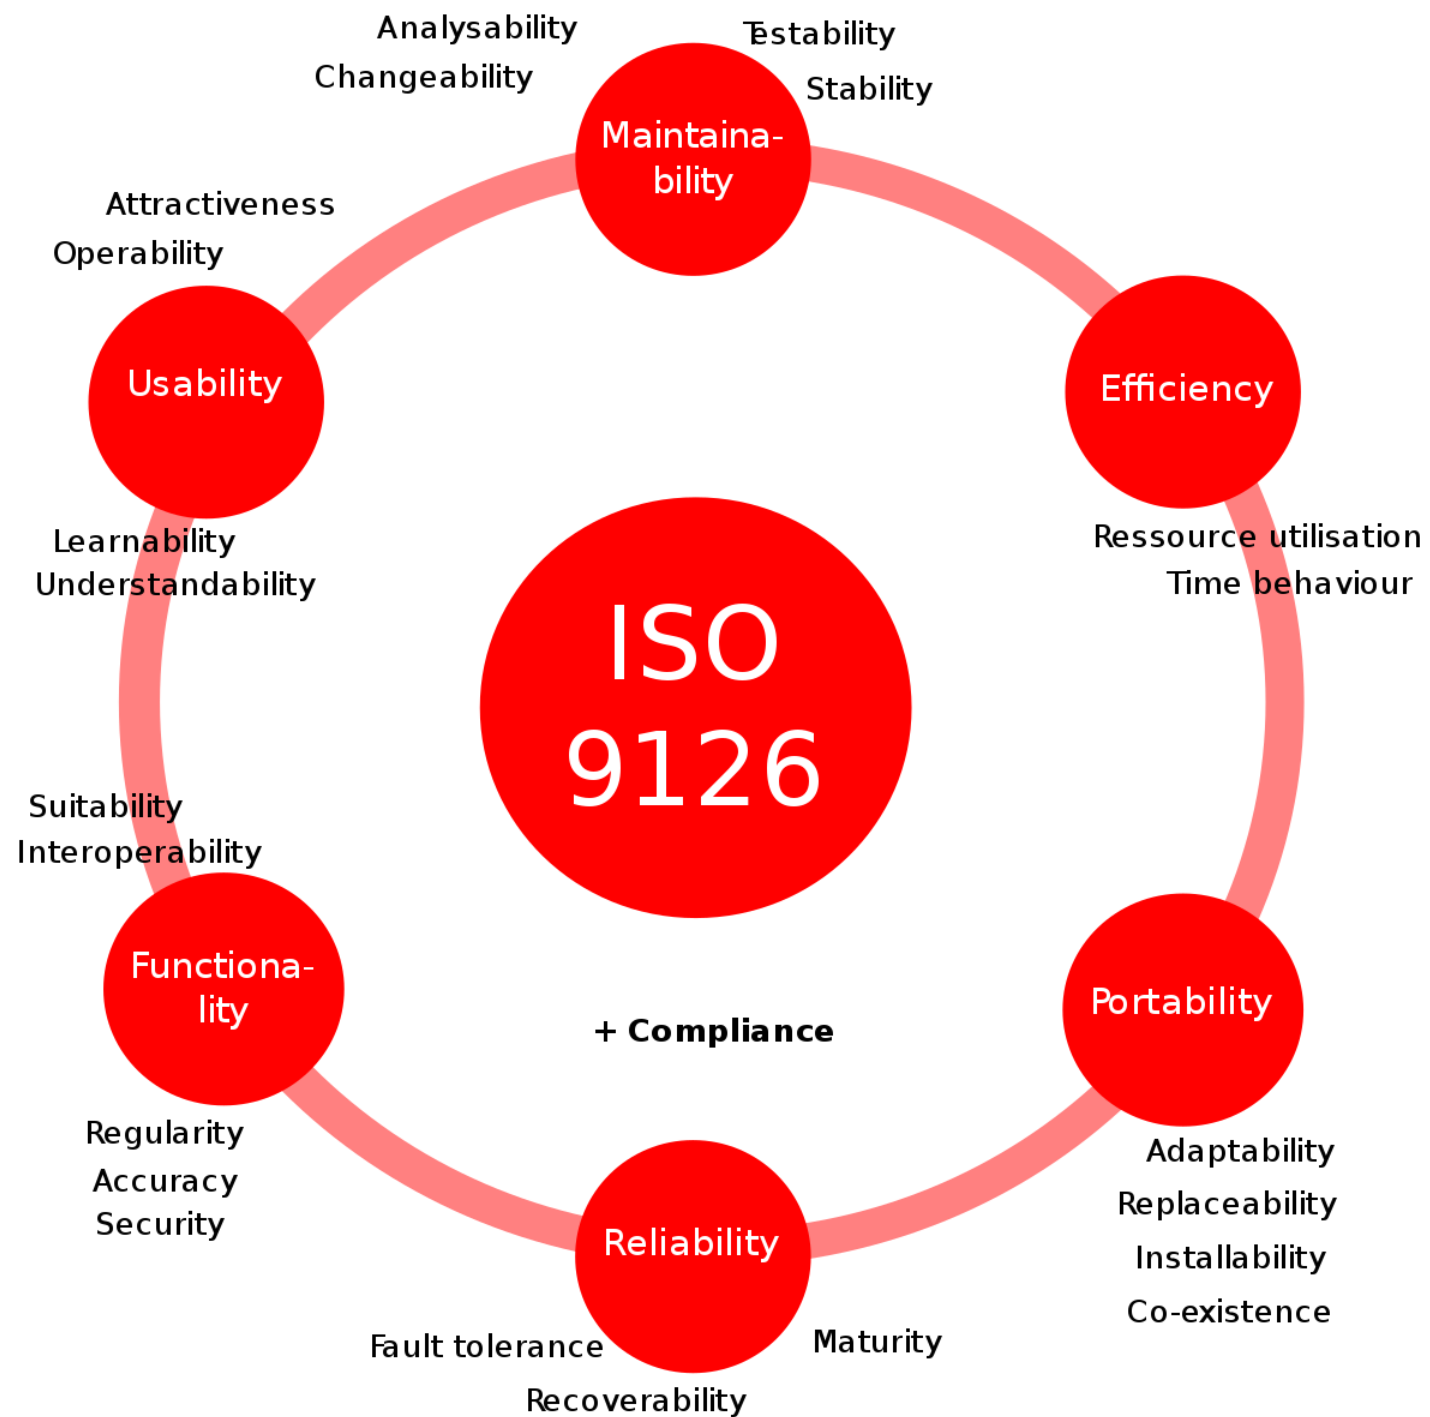 Analysability
Testability
Changeability
Stability
Maintaina-
bility
Attractiveness
Operability
Usability
Learnability
Understandability
Efficiency
Ressource utilisation
Time behaviour
ISO
9126
Suitability
Interoperability
Functiona-
lity
Regularity
Accuracy
Security
+ Compliance
Portability
Adaptability
Replaceability
Installability
Co-existence
Reliability
Fault tolerance
Maturity
Recoverability